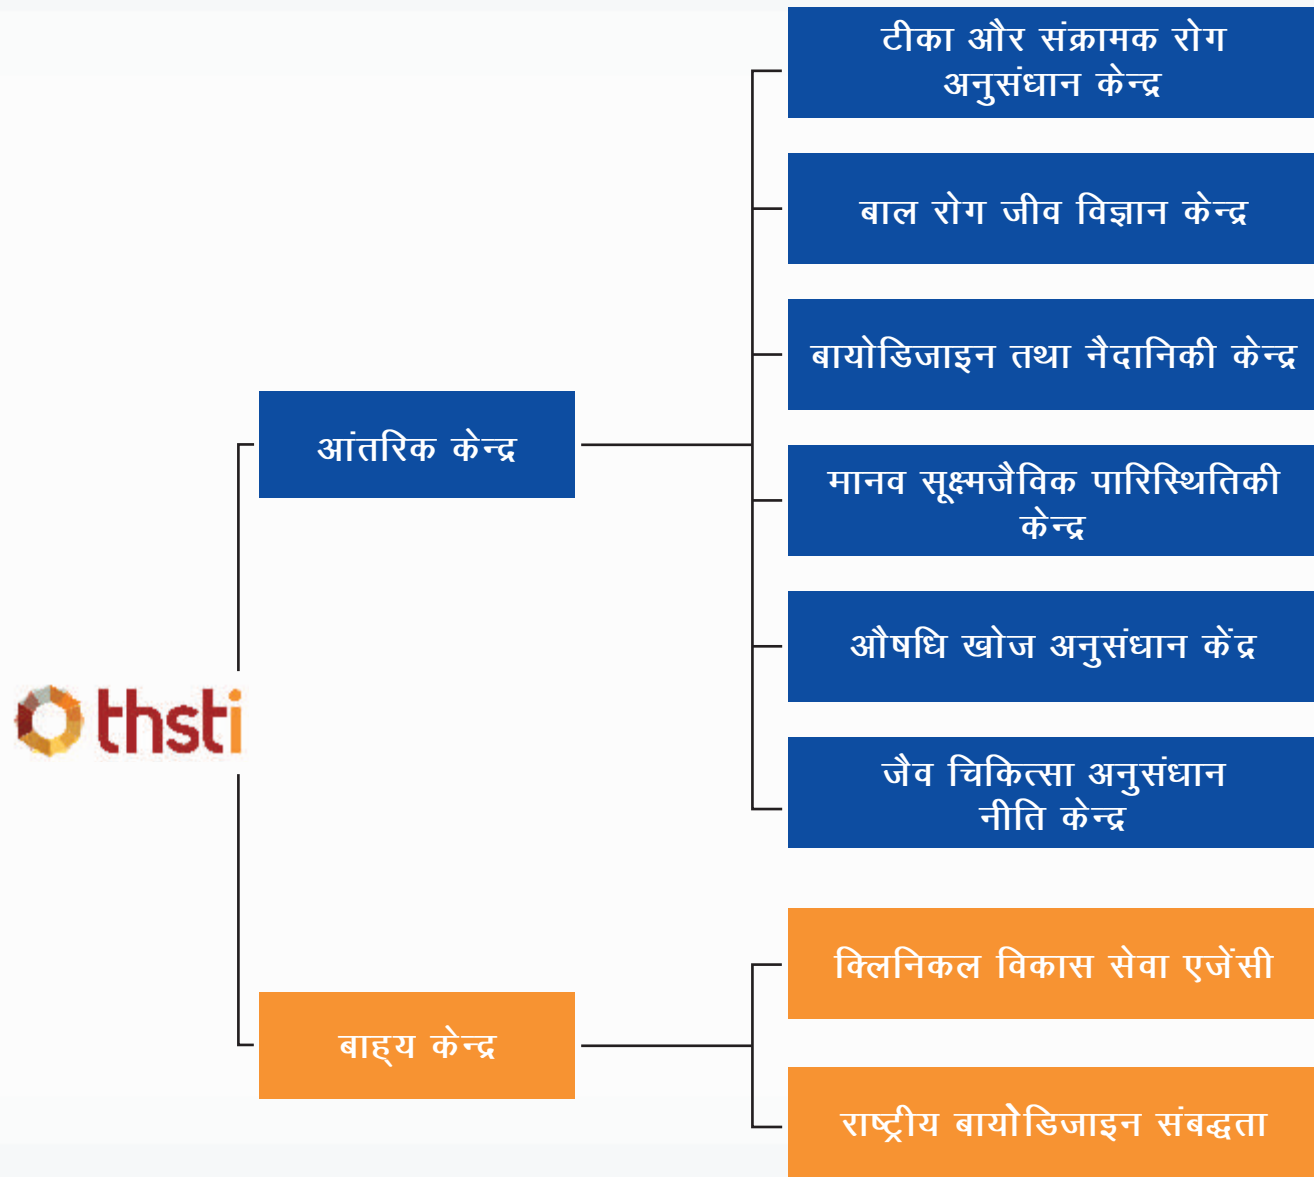 टीका और संक्रामक रोग
अनुसंधान केन्द्र
बाल रोग जीव विज्ञान केन्द्र
बायोडिजाइन तथा नैदानिकी केन्द्र
आंतरिक केन्द्र
मानव सूक्ष्मजैविक पारिस्थितिकी
केन्द्र
औषधि खोज अनुसंधान केंद्र
thsti
जैव चिकित्सा अनुसंधान
नीति केन्द्र
क्लिनिकल विकास सेवा एजेंसी
बाह्य केन्द्र
राष्ट्रीय बायोडिजाइन संबद्धता